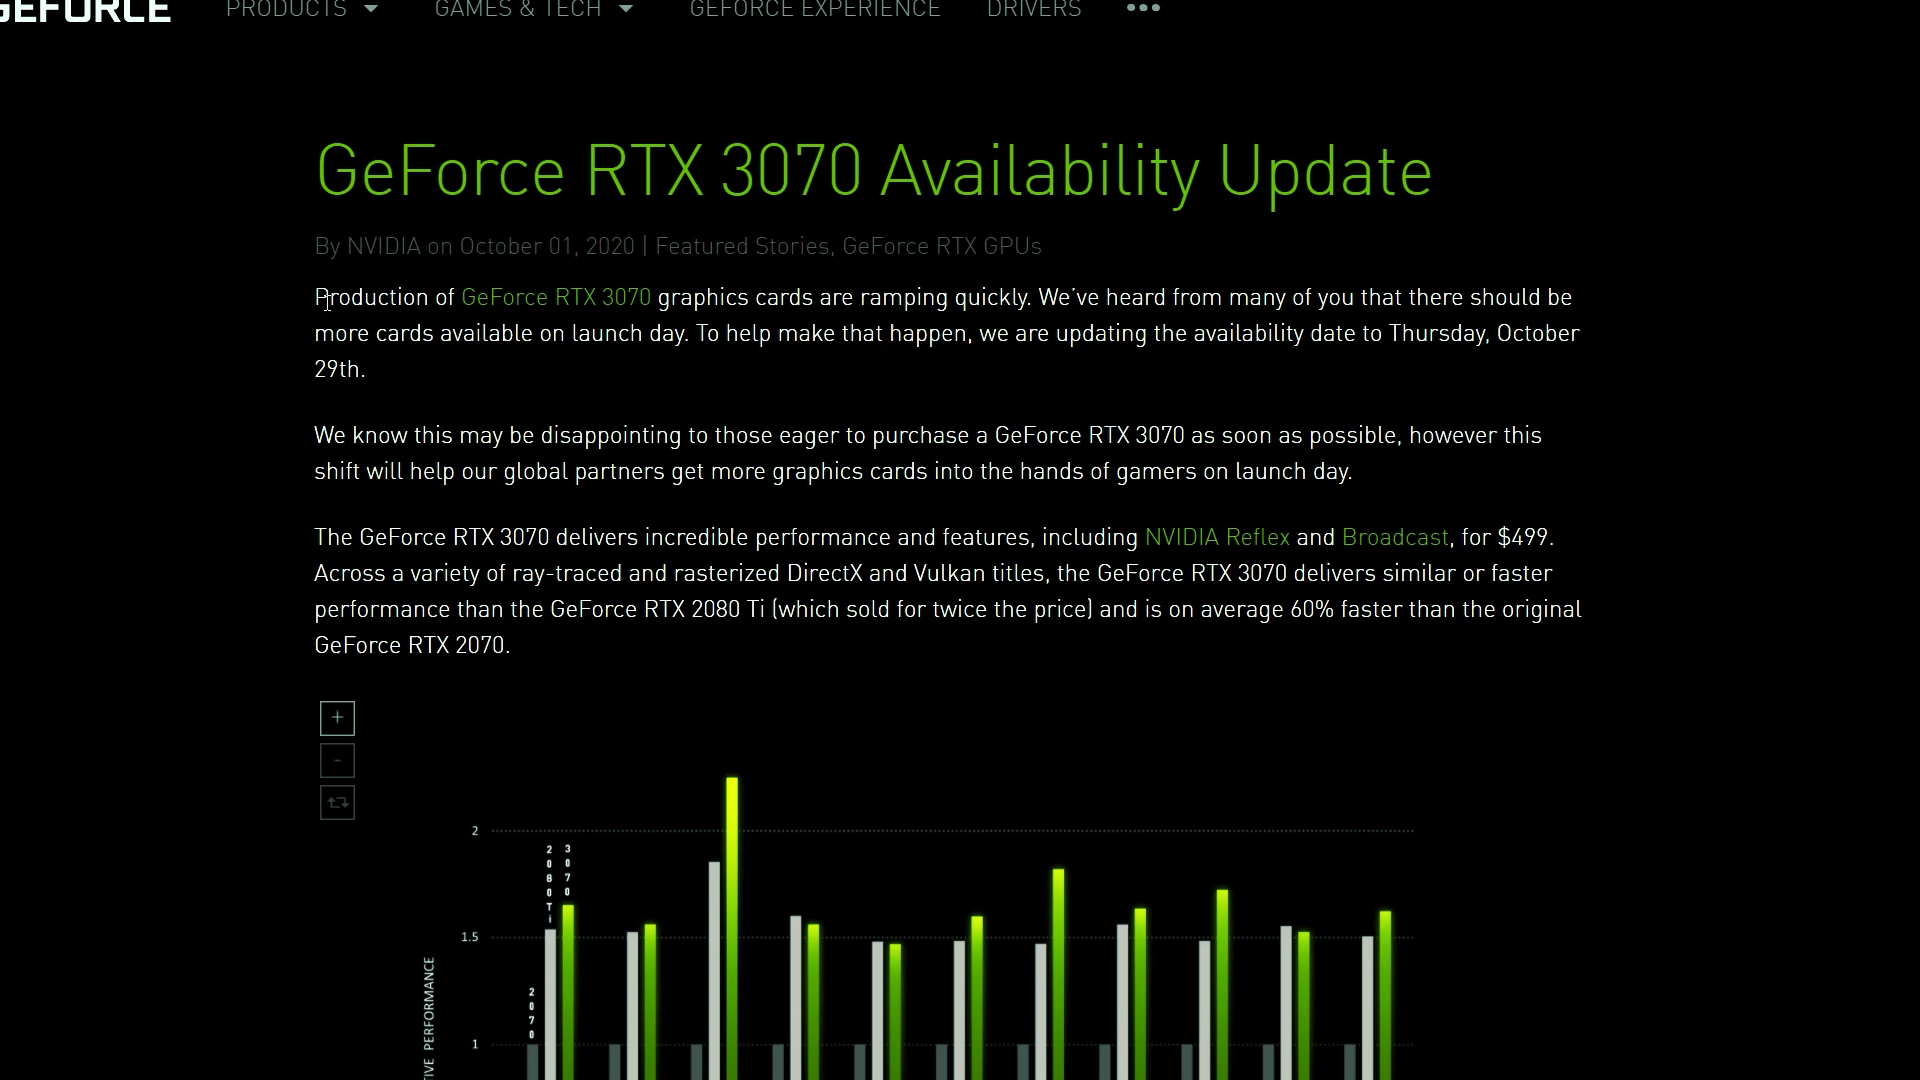 GEFORCE PRODUCTS GAMES & TECH GEFORCE EXPERIENCE DRIVERS
GeForce RTX 3070 Availability Update
By NVIDIA on October 01, 2020 | Featured Stories, GeForce RTX GPUs
Production of GeForce RTX 3070 graphics cards are ramping quickly. We've heard from many of you that there should be
more cards available on launch day. To help make that happen, we are updating the availability date to Thursday, October
29th.
We know this may be disappointing to those eager to purchase a GeForce RTX 3070 as soon as possible, however this
shift will help our global partners get more graphics cards into the hands of gamers on launch day.
The GeForce RTX 3070 delivers incredible performance and features, including NVIDIA Reflex and Broadcast, for $499.
Across a variety of ray-traced and rasterized DirectX and Vulkan titles, the GeForce RTX 3070 delivers similar or faster
performance than the GeForce RTX 2080 Ti (which sold for twice the price) and is on average 60% faster than the original
GeForce RTX 2070.
+
-
2
2080Ti
3070
1.5
2070
1
TIVE PERFORMANCE